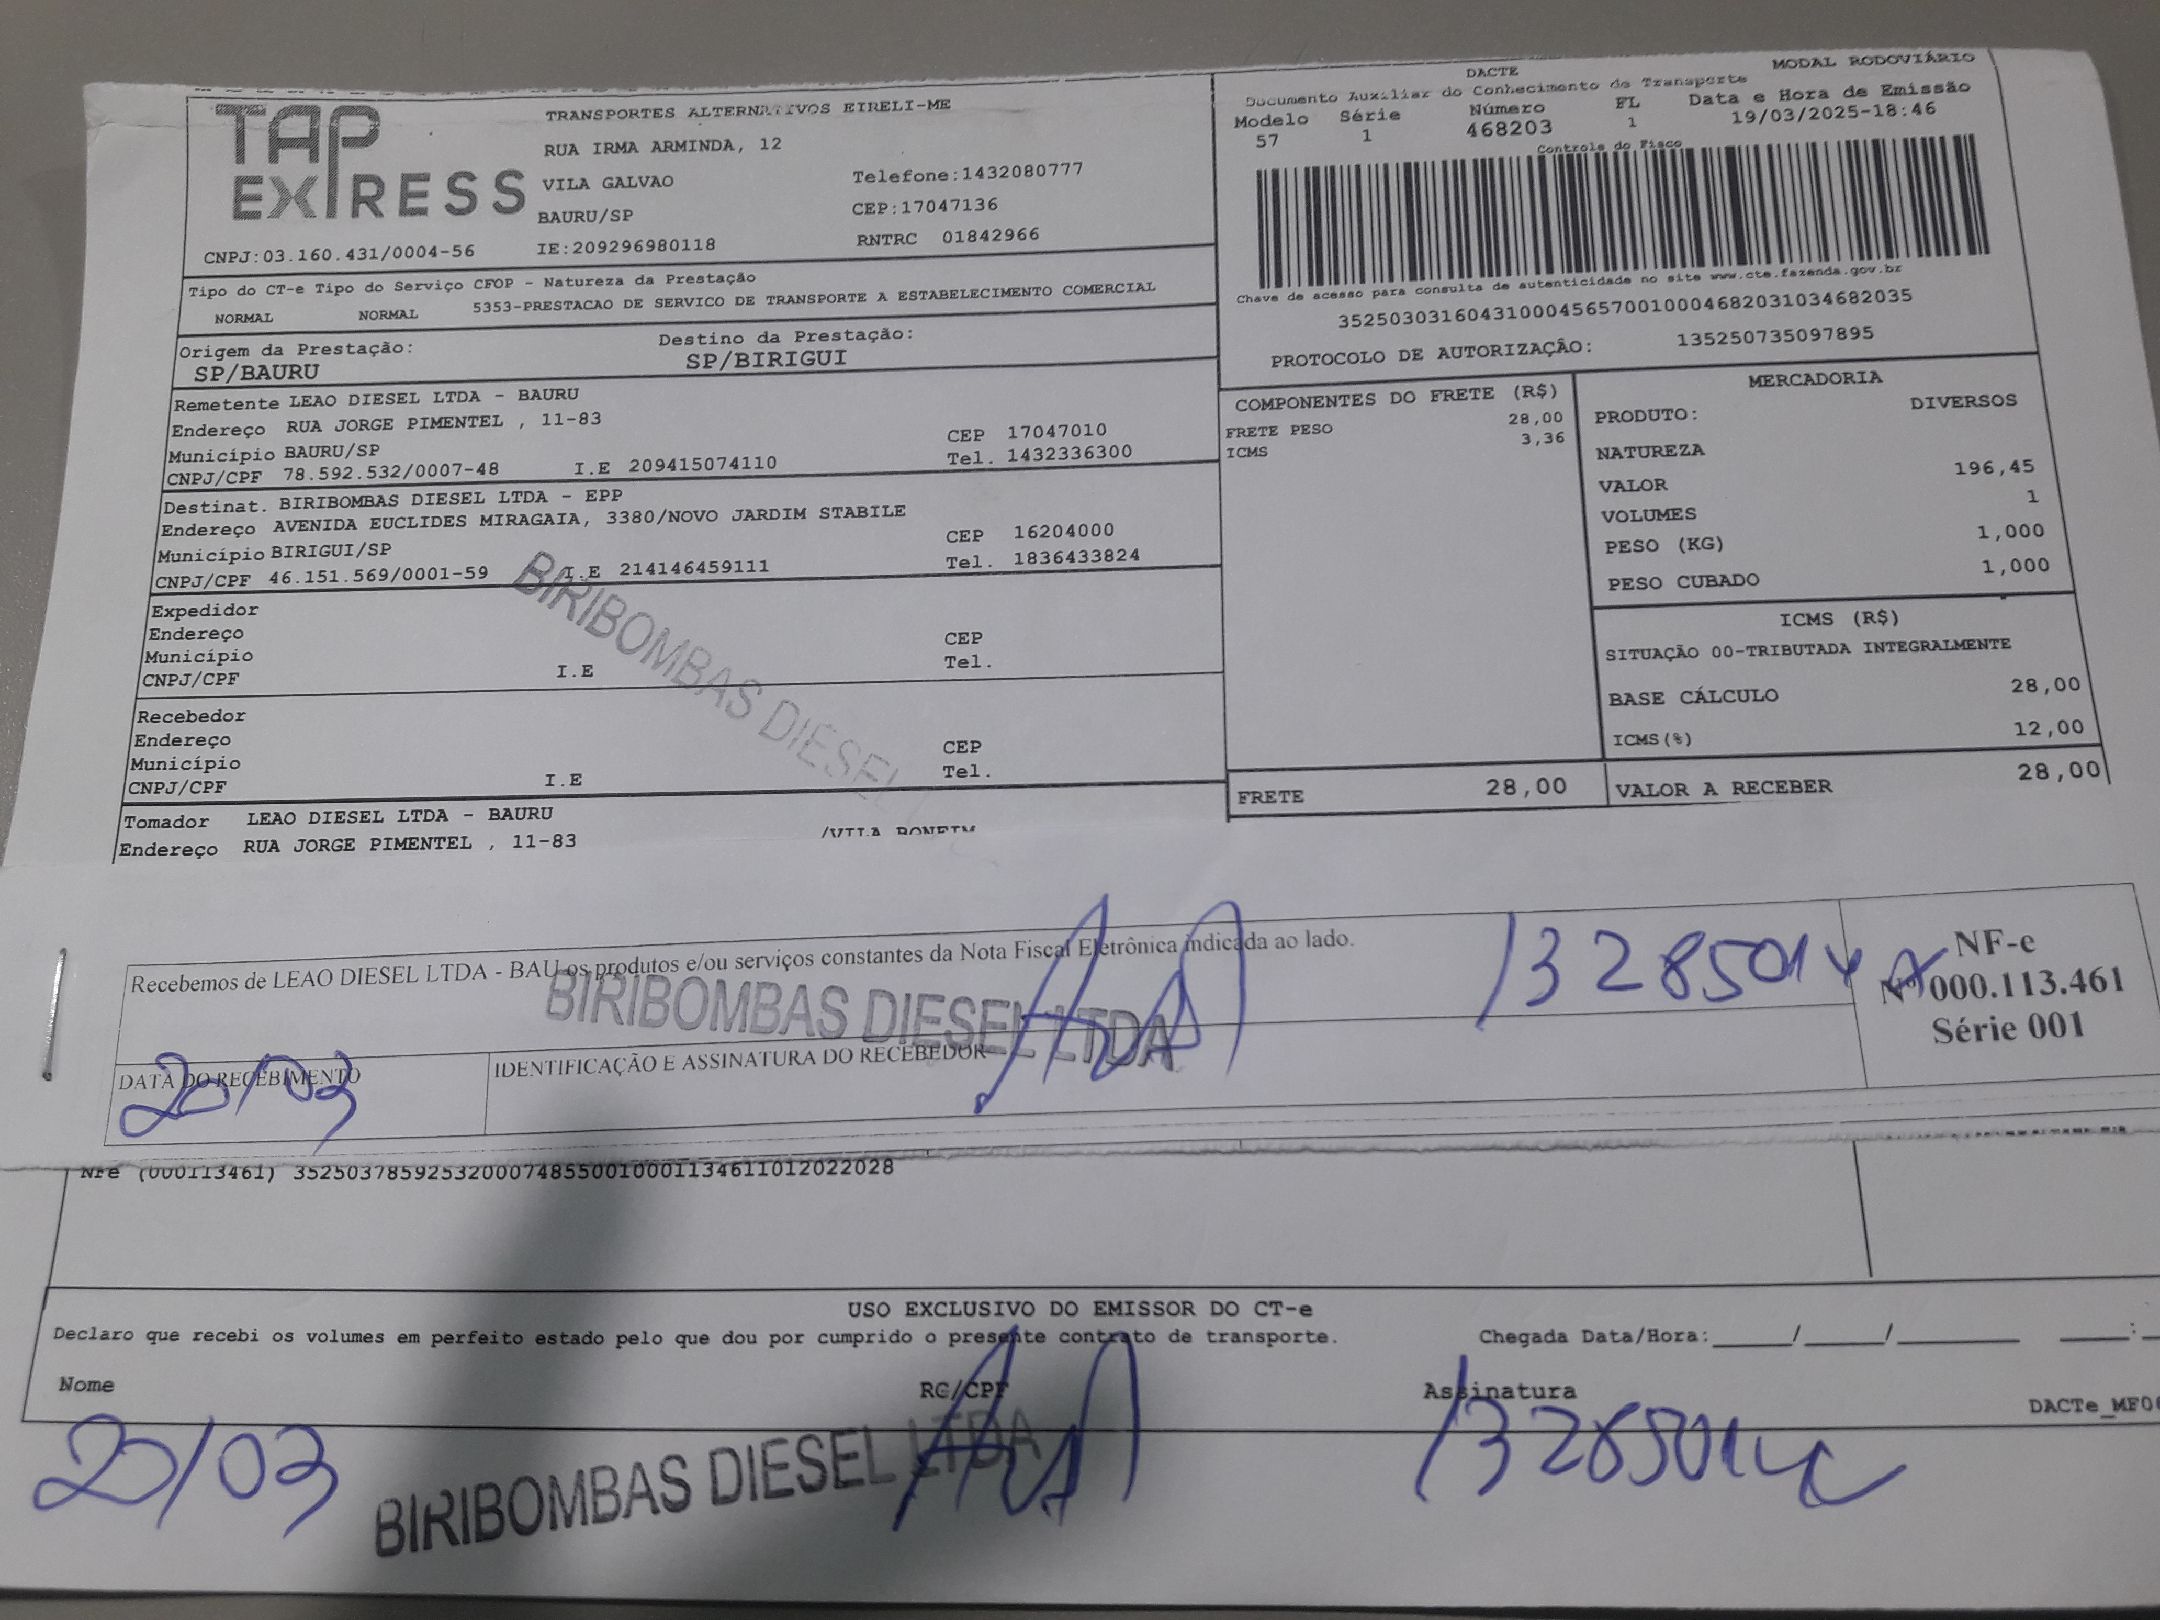 TAP EXPRESS
TRANSPORTES ALTERNATIVOS EIRELI-ME
RUA IRMA ARMINDA, 12
VILA GALVAO Telefone:1432080777
BAURU/SP CEP:17047136
CNPJ:03.160.431/0004-56 IE:209296980118 RNTRC 01842966
DACTE MODAL RODOVIÁRIO
Documento Auxiliar do Conhecimento de Transporte
Modelo Série Número FL Data e Hora de Emissão
57 1 468203 1 19/03/2025-18:46
Controle do Fisco
Chave de acesso para consulta de autenticidade no site www.cte.fazenda.gov.br
35250303160431000456570010004682031034682035
PROTOCOLO DE AUTORIZAÇÃO: 135250735097895
Tipo do CT-e Tipo do Serviço CFOP - Natureza da Prestação
NORMAL NORMAL 5353-PRESTACAO DE SERVICO DE TRANSPORTE A ESTABELECIMENTO COMERCIAL
Origem da Prestação: Destino da Prestação:
SP/BAURU SP/BIRIGUI
Remetente LEAO DIESEL LTDA - BAURU
Endereço RUA JORGE PIMENTEL , 11-83
Município BAURU/SP CEP 17047010
CNPJ/CPF 78.592.532/0007-48 I.E 209415074110 Tel. 1432336300
Destinat. BIRIBOMBAS DIESEL LTDA - EPP
Endereço AVENIDA EUCLIDES MIRAGAIA, 3380/NOVO JARDIM STABILE
Município BIRIGUI/SP CEP 16204000
CNPJ/CPF 46.151.569/0001-59 I.E 214146459111 Tel. 1836433824
Expedidor
Endereço
Município CEP
CNPJ/CPF I.E Tel.
Recebedor
Endereço
Município CEP
CNPJ/CPF I.E Tel.
BIRIBOMBAS DIESEL
Tomador LEAO DIESEL LTDA - BAURU
Endereço RUA JORGE PIMENTEL , 11-83 /VILA BONFIM
COMPONENTES DO FRETE (R$)
FRETE PESO 28,00
ICMS 3,36
FRETE 28,00
MERCADORIA
PRODUTO: DIVERSOS
NATUREZA
VALOR 196,45
VOLUMES 1
PESO (KG) 1,000
PESO CUBADO 1,000
ICMS (R$)
SITUAÇÃO 00-TRIBUTADA INTEGRALMENTE
BASE CÁLCULO 28,00
ICMS(%) 12,00
VALOR A RECEBER 28,00
Recebemos de LEAO DIESEL LTDA - BAU os produtos e/ou serviços constantes da Nota Fiscal Eletrônica indicada ao lado.
BIRIBOMBAS DIESEL LTDA
13285014
DATA DO RECEBIMENTO IDENTIFICAÇÃO E ASSINATURA DO RECEBEDOR
20/03
NF-e
Nº 000.113.461
Série 001
NFe (000113461) 35250378592532000748550010001134611012022028
USO EXCLUSIVO DO EMISSOR DO CT-e
Declaro que recebi os volumes em perfeito estado pelo que dou por cumprido o presente contrato de transporte. Chegada Data/Hora:_____/_____/________ ____:_
Nome RG/CPF Assinatura
DACTe_MF0
20/03 BIRIBOMBAS DIESEL LTDA 13285014